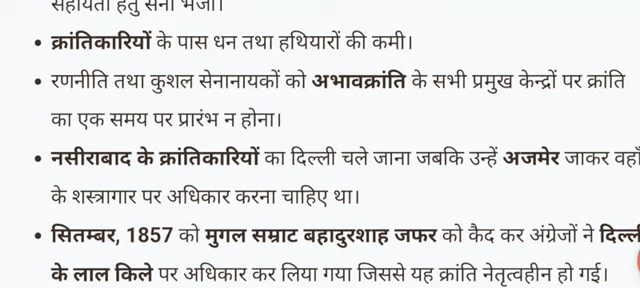 सहायता हेतु सेना भेजी।
• क्रांतिकारियों के पास धन तथा हथियारों की कमी।
• रणनीति तथा कुशल सेनानायकों को अभावक्रांति के सभी प्रमुख केन्द्रों पर क्रांति
का एक समय पर प्रारंभ न होना।
• नसीराबाद के क्रांतिकारियों का दिल्ली चले जाना जबकि उन्हें अजमेर जाकर वहाँ
के शस्त्रागार पर अधिकार करना चाहिए था।
• सितम्बर, 1857 को मुगल सम्राट बहादुरशाह जफर को कैद कर अंग्रेजों ने दिल्ली
के लाल किले पर अधिकार कर लिया गया जिससे यह क्रांति नेतृत्वहीन हो गई।